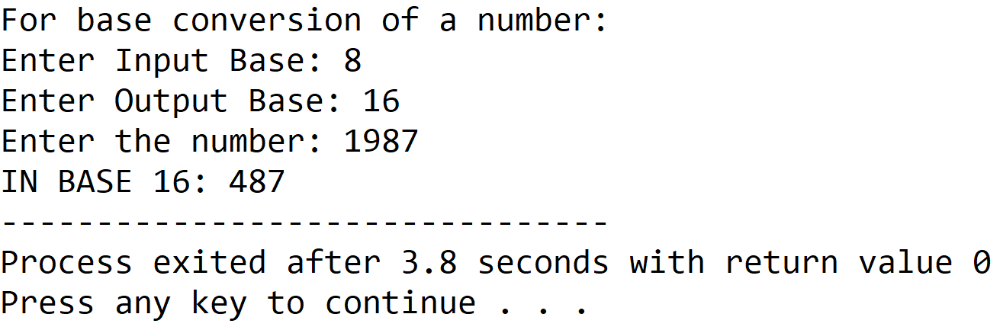 For base conversion of a number:
Enter Input Base: 8
Enter Output Base: 16
Enter the number: 1987
IN BASE 16: 487
--------------------------------
Process exited after 3.8 seconds with return value 0
Press any key to continue . . .